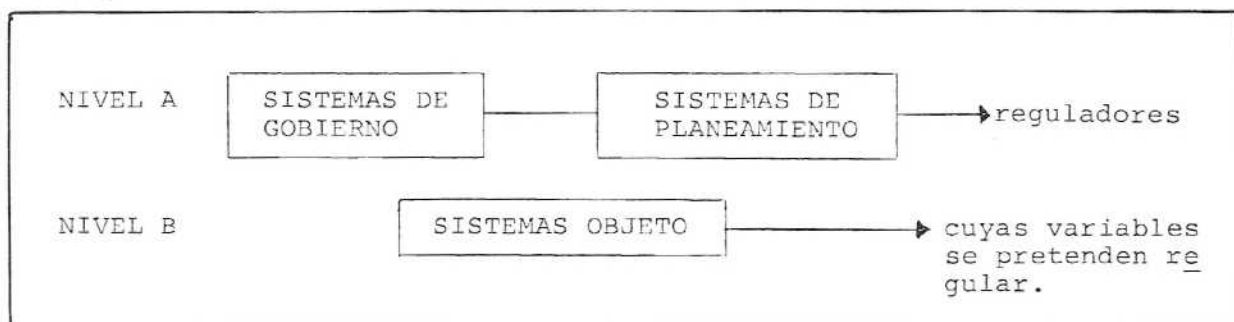 NIVEL A
SISTEMAS DE
GOBIERNO
SISTEMAS DE
PLANEAMIENTO
reguladores
NIVEL B
SISTEMAS OBJETO
cuyas variables
se pretenden re
gular.